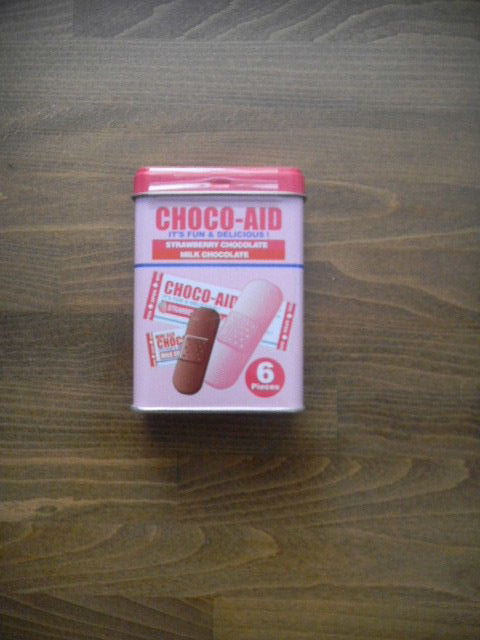 CHOCO-AID
IT'S FUN & DELICIOUS !
STRAWBERRY CHOCOLATE
MILK CHOCOLATE
CHOCO-AID
6
Pieces